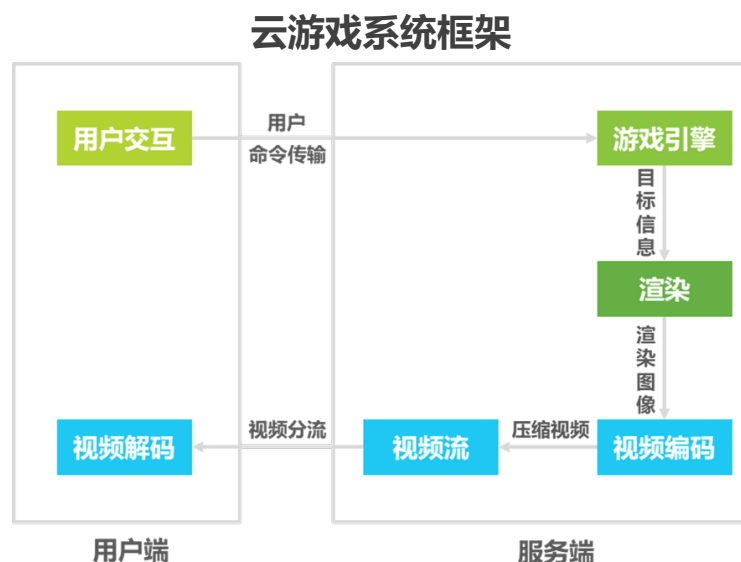 云游戏系统框架
用户交互
用户
命令传输
游戏引擎
目标信息
渲染
渲染图像
视频解码
视频分流
视频流
压缩视频
视频编码
用户端
服务端